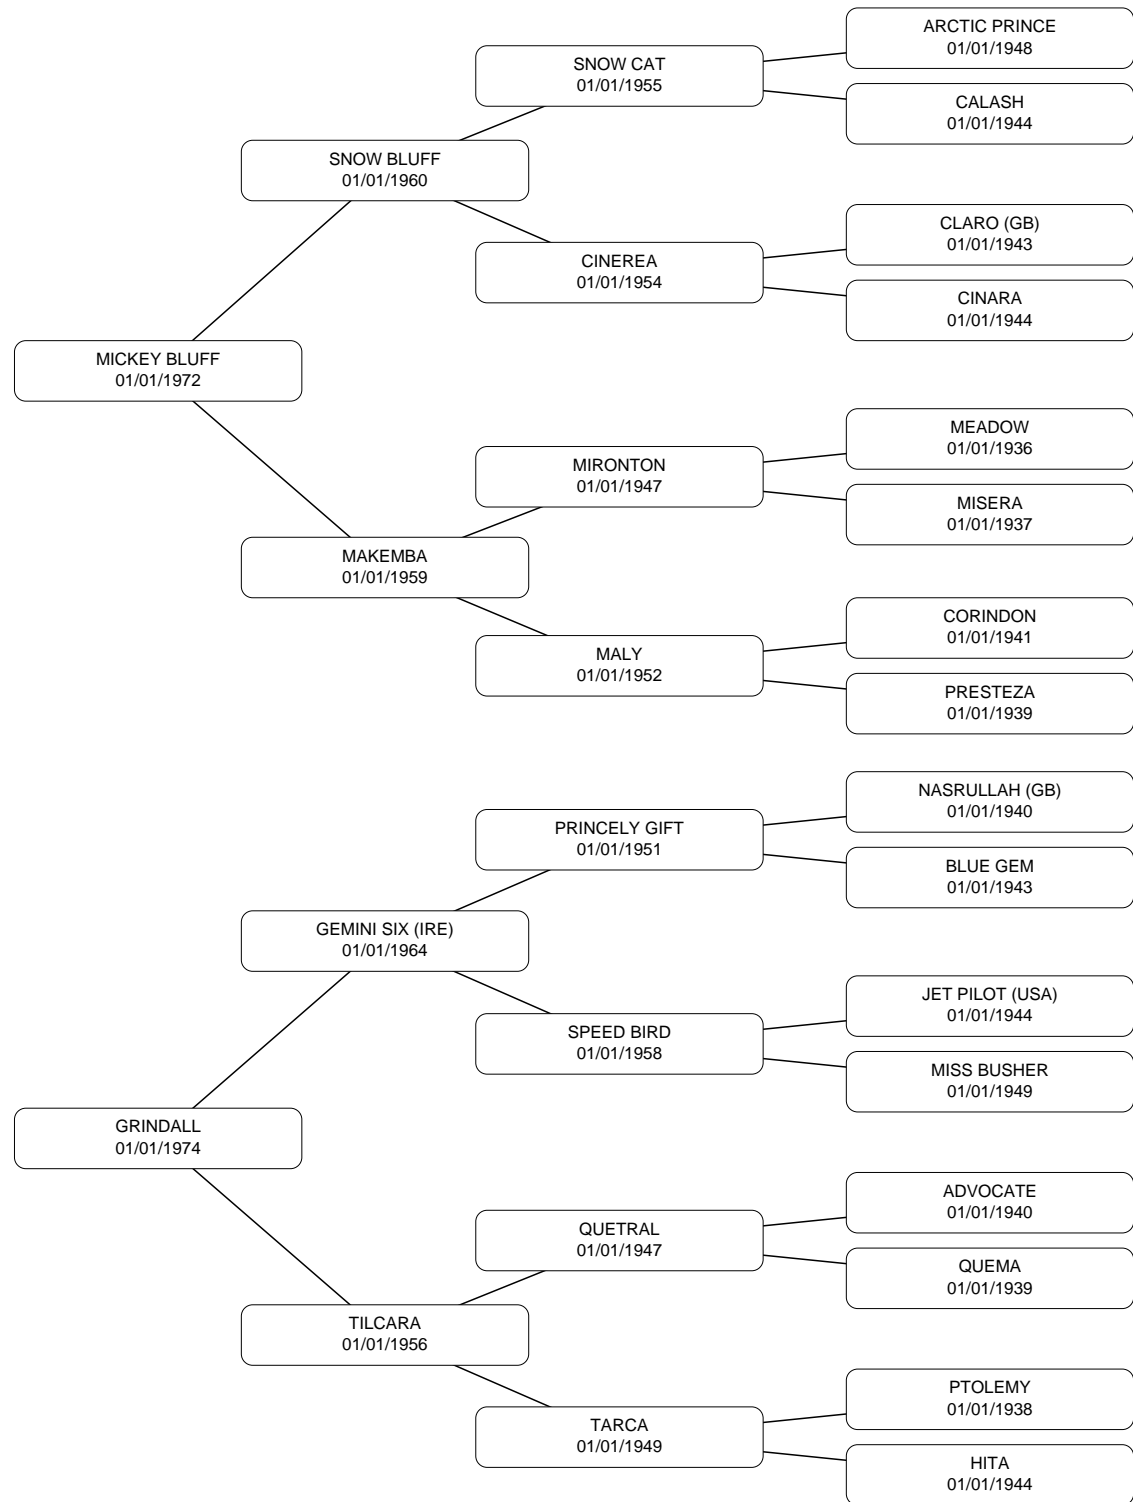 ARCTIC PRINCE
01/01/1948
SNOW CAT
01/01/1955
CALASH
01/01/1944
SNOW BLUFF
01/01/1960
CLARO (GB)
01/01/1943
CINEREA
01/01/1954
CINARA
01/01/1944
MICKEY BLUFF
01/01/1972
MEADOW
01/01/1936
MIRONTON
01/01/1947
MISERA
01/01/1937
MAKEMBA
01/01/1959
CORINDON
01/01/1941
MALY
01/01/1952
PRESTEZA
01/01/1939
NASRULLAH (GB)
01/01/1940
PRINCELY GIFT
01/01/1951
BLUE GEM
01/01/1943
GEMINI SIX (IRE)
01/01/1964
JET PILOT (USA)
01/01/1944
SPEED BIRD
01/01/1958
MISS BUSHER
01/01/1949
GRINDALL
01/01/1974
ADVOCATE
01/01/1940
QUETRAL
01/01/1947
QUEMA
01/01/1939
TILCARA
01/01/1956
PTOLEMY
01/01/1938
TARCA
01/01/1949
HITA
01/01/1944